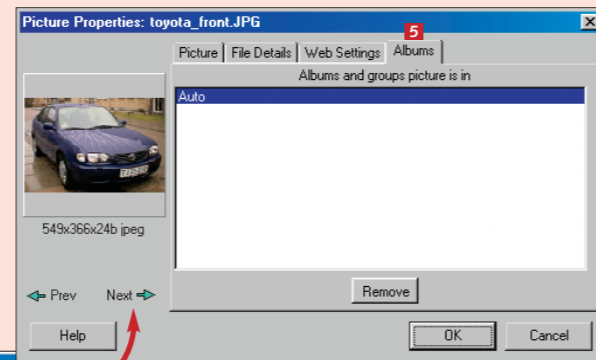 Picture Properties: toyota_front.JPG
5
Picture File Details Web Settings Albums
Albums and groups picture is in
Auto
549x366x24b jpeg
Prev Next
Remove
Help OK Cancel